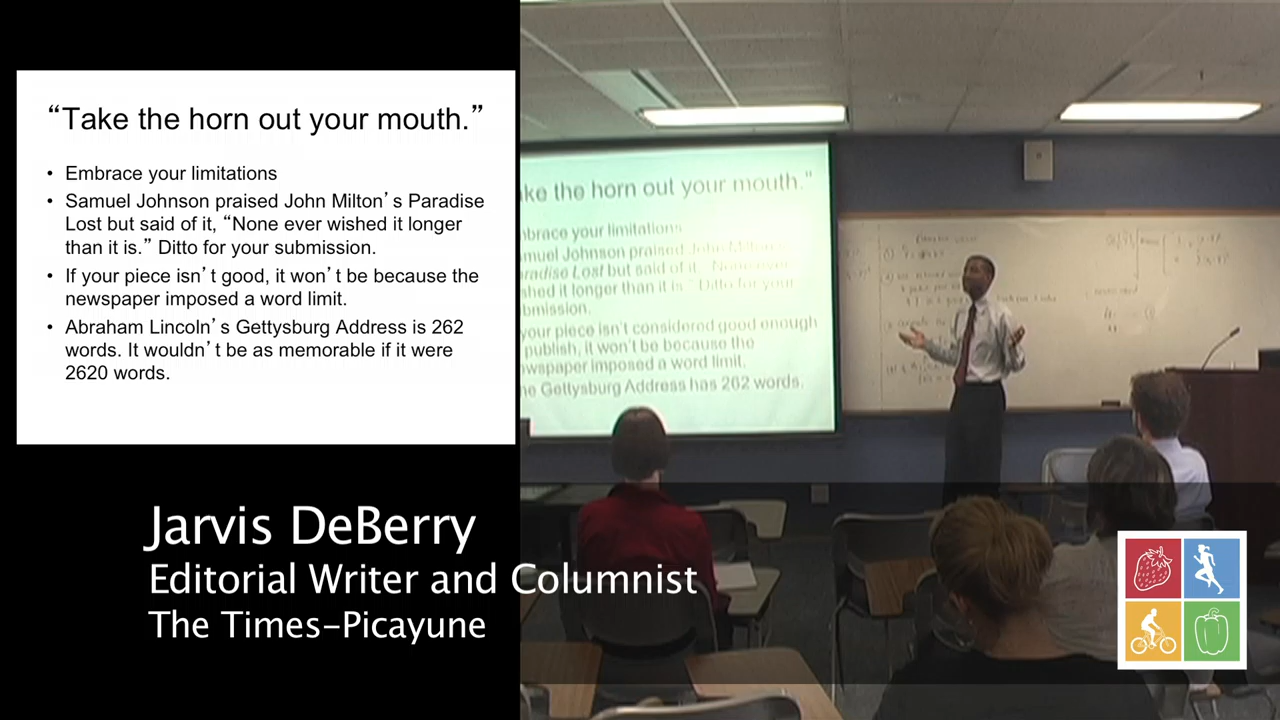 “Take the horn out your mouth.”
• Embrace your limitations
• Samuel Johnson praised John Milton’s Paradise
Lost but said of it, “None ever wished it longer
than it is.” Ditto for your submission.
• If your piece isn’t good, it won’t be because the
newspaper imposed a word limit.
• Abraham Lincoln’s Gettysburg Address is 262
words. It wouldn’t be as memorable if it were
2620 words.
ke the horn out your mouth."
brace your limitations
muel Johnson praised John Milton's
radise Lost but said of it, "None ever
shed it longer than it is." Ditto for your
bmission.
your piece isn't considered good enough
publish, it won't be because the
wspaper imposed a word limit.
he Gettysburg Address has 262 words.
Jarvis DeBerry
Editorial Writer and Columnist
The Times-Picayune